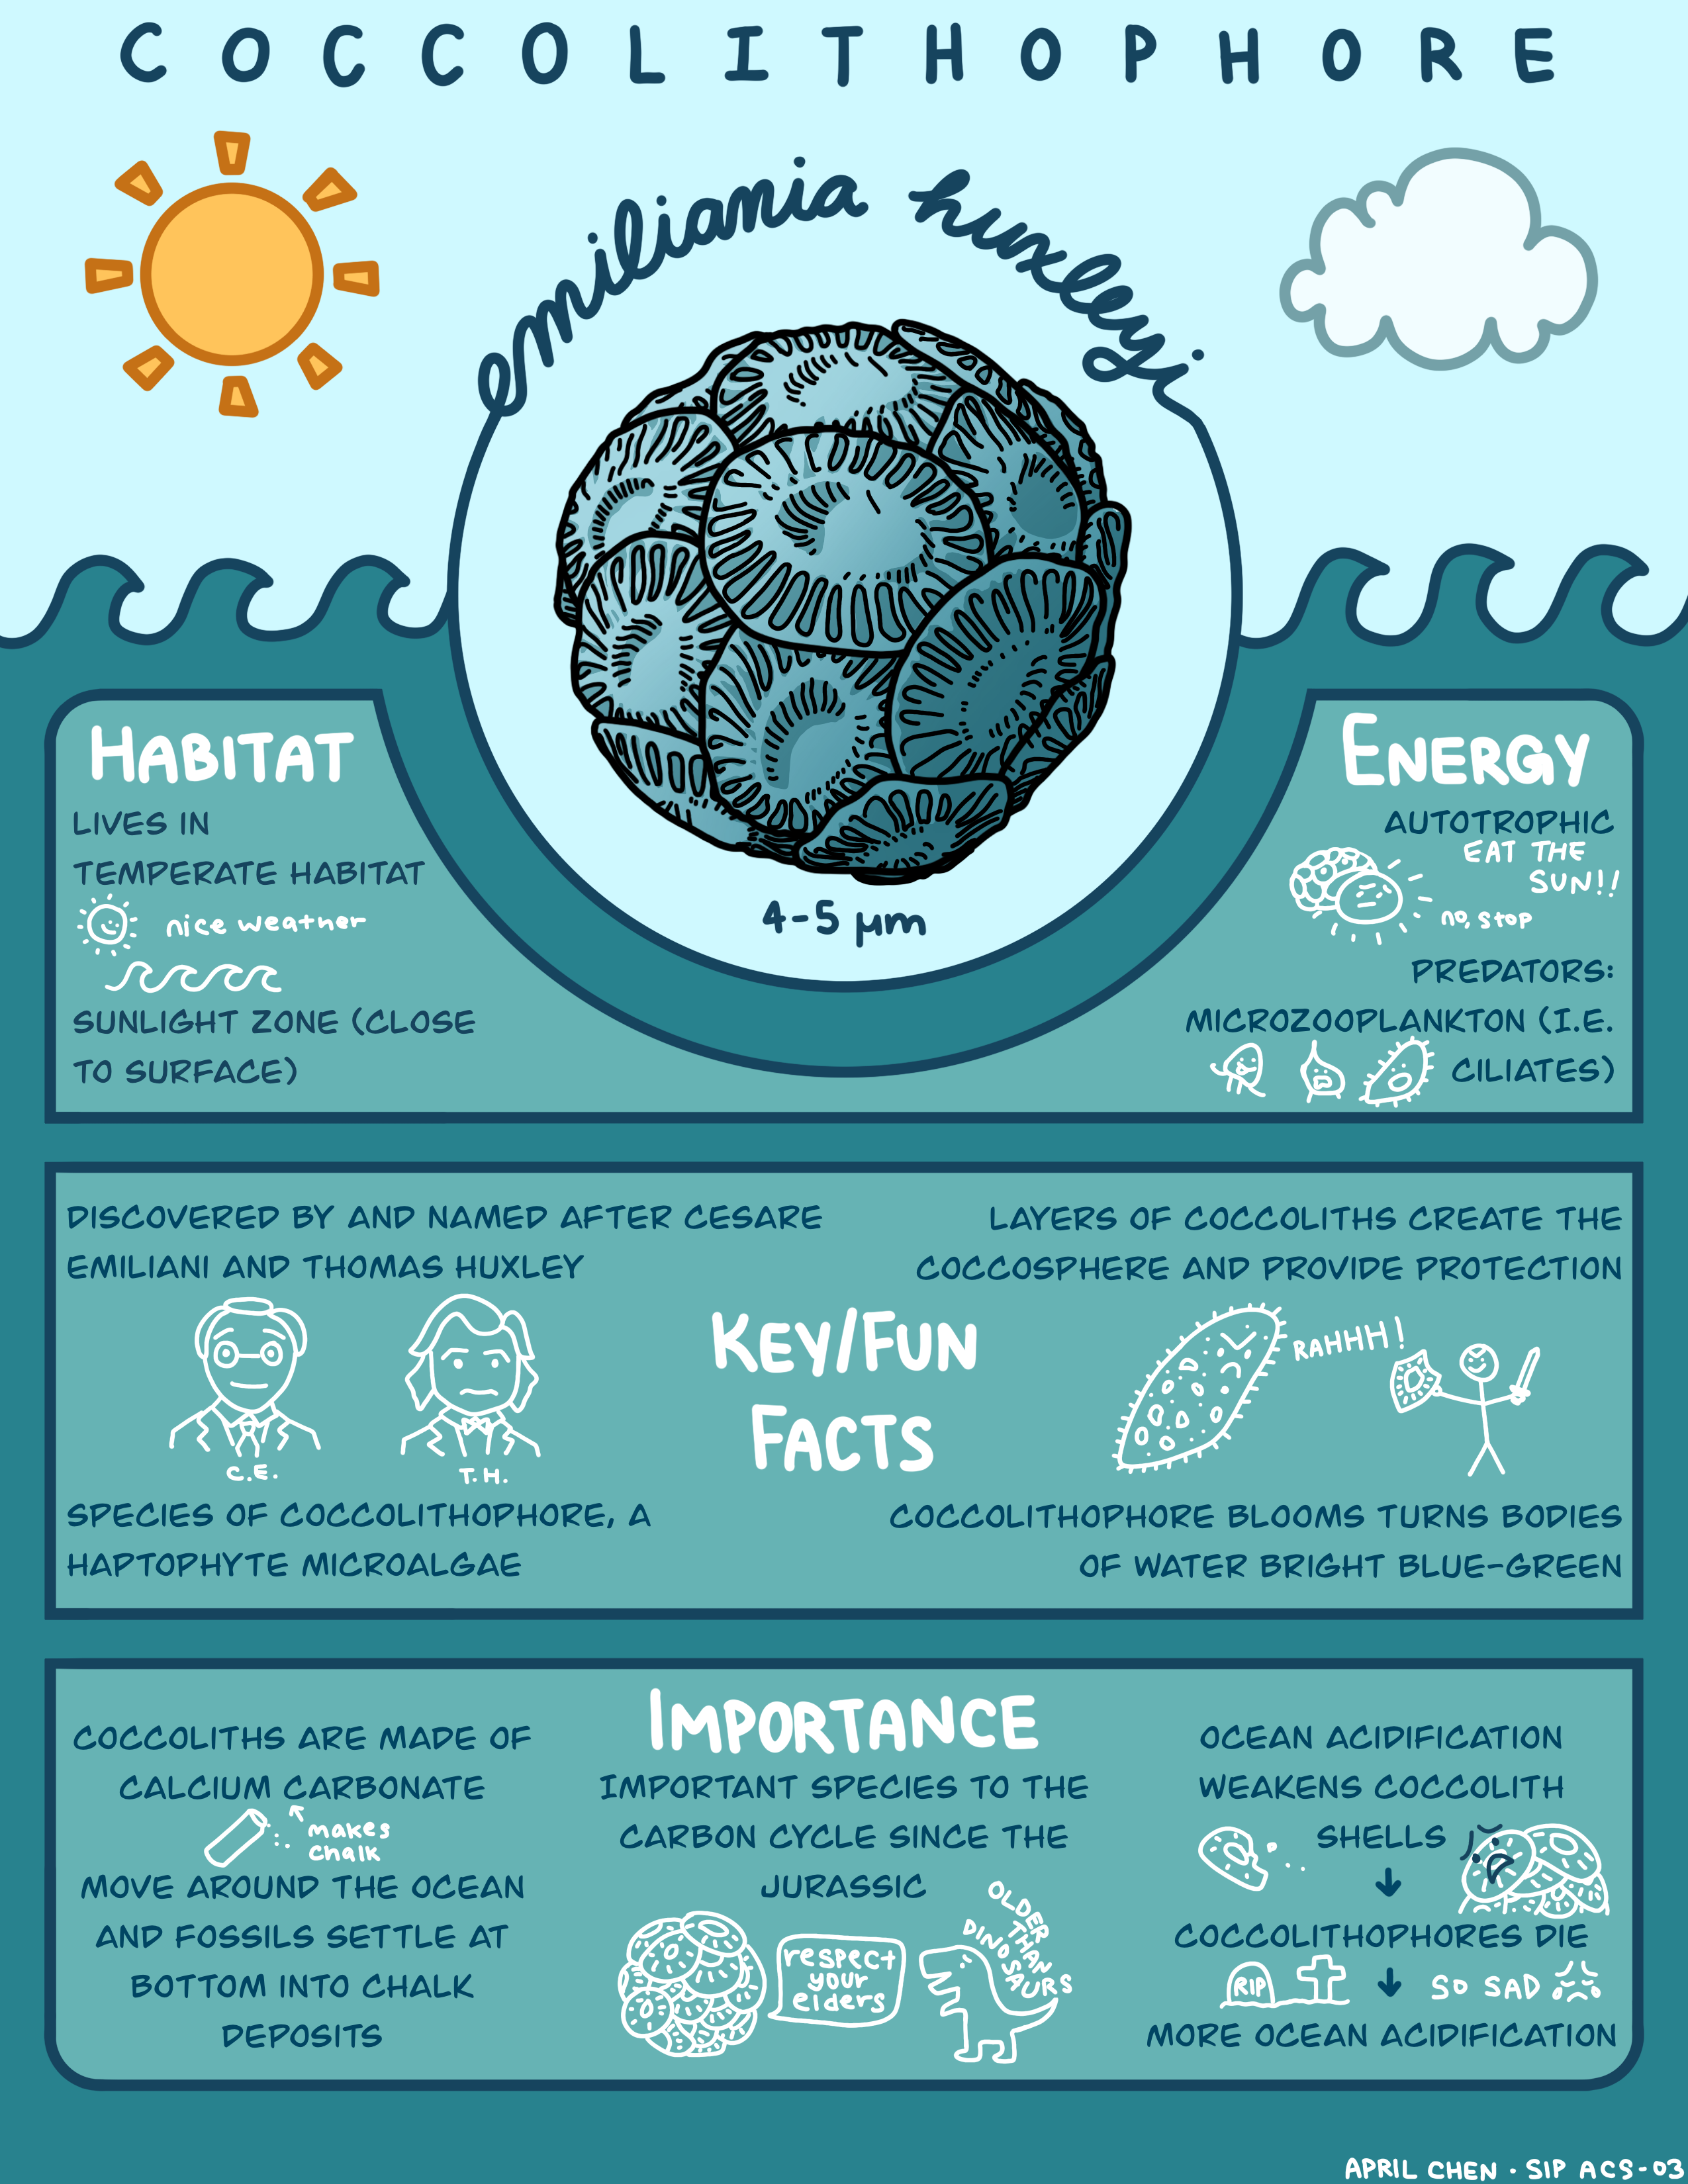 COCCOLITHOPHORE
emiliania huxleyi
4-5 µm
HABITAT
LIVES IN
TEMPERATE HABITAT
nice weather
SUNLIGHT ZONE (CLOSE
TO SURFACE)
ENERGY
AUTOTROPHIC
EAT THE
SUN!!
no, stop
PREDATORS:
MICROZOOPLANKTON (I.E.
CILIATES)
DISCOVERED BY AND NAMED AFTER CESARE
EMILIANI AND THOMAS HUXLEY
C.E.
T.H.
SPECIES OF COCCOLITHOPHORE, A
HAPTOPHYTE MICROALGAE
KEY/FUN
FACTS
LAYERS OF COCCOLITHS CREATE THE
COCCOSPHERE AND PROVIDE PROTECTION
RAHHH!
COCCOLITHOPHORE BLOOMS TURNS BODIES
OF WATER BRIGHT BLUE-GREEN
IMPORTANCE
COCCOLITHS ARE MADE OF
CALCIUM CARBONATE
makes
chalk
MOVE AROUND THE OCEAN
AND FOSSILS SETTLE AT
BOTTOM INTO CHALK
DEPOSITS
IMPORTANT SPECIES TO THE
CARBON CYCLE SINCE THE
JURASSIC
respect
your
elders
OLDER
THAN
DINOSAURS
OCEAN ACIDIFICATION
WEAKENS COCCOLITH
SHELLS
COCCOLITHOPHORES DIE
RIP
SO SAD
MORE OCEAN ACIDIFICATION
APRIL CHEN · SIP ACS-03